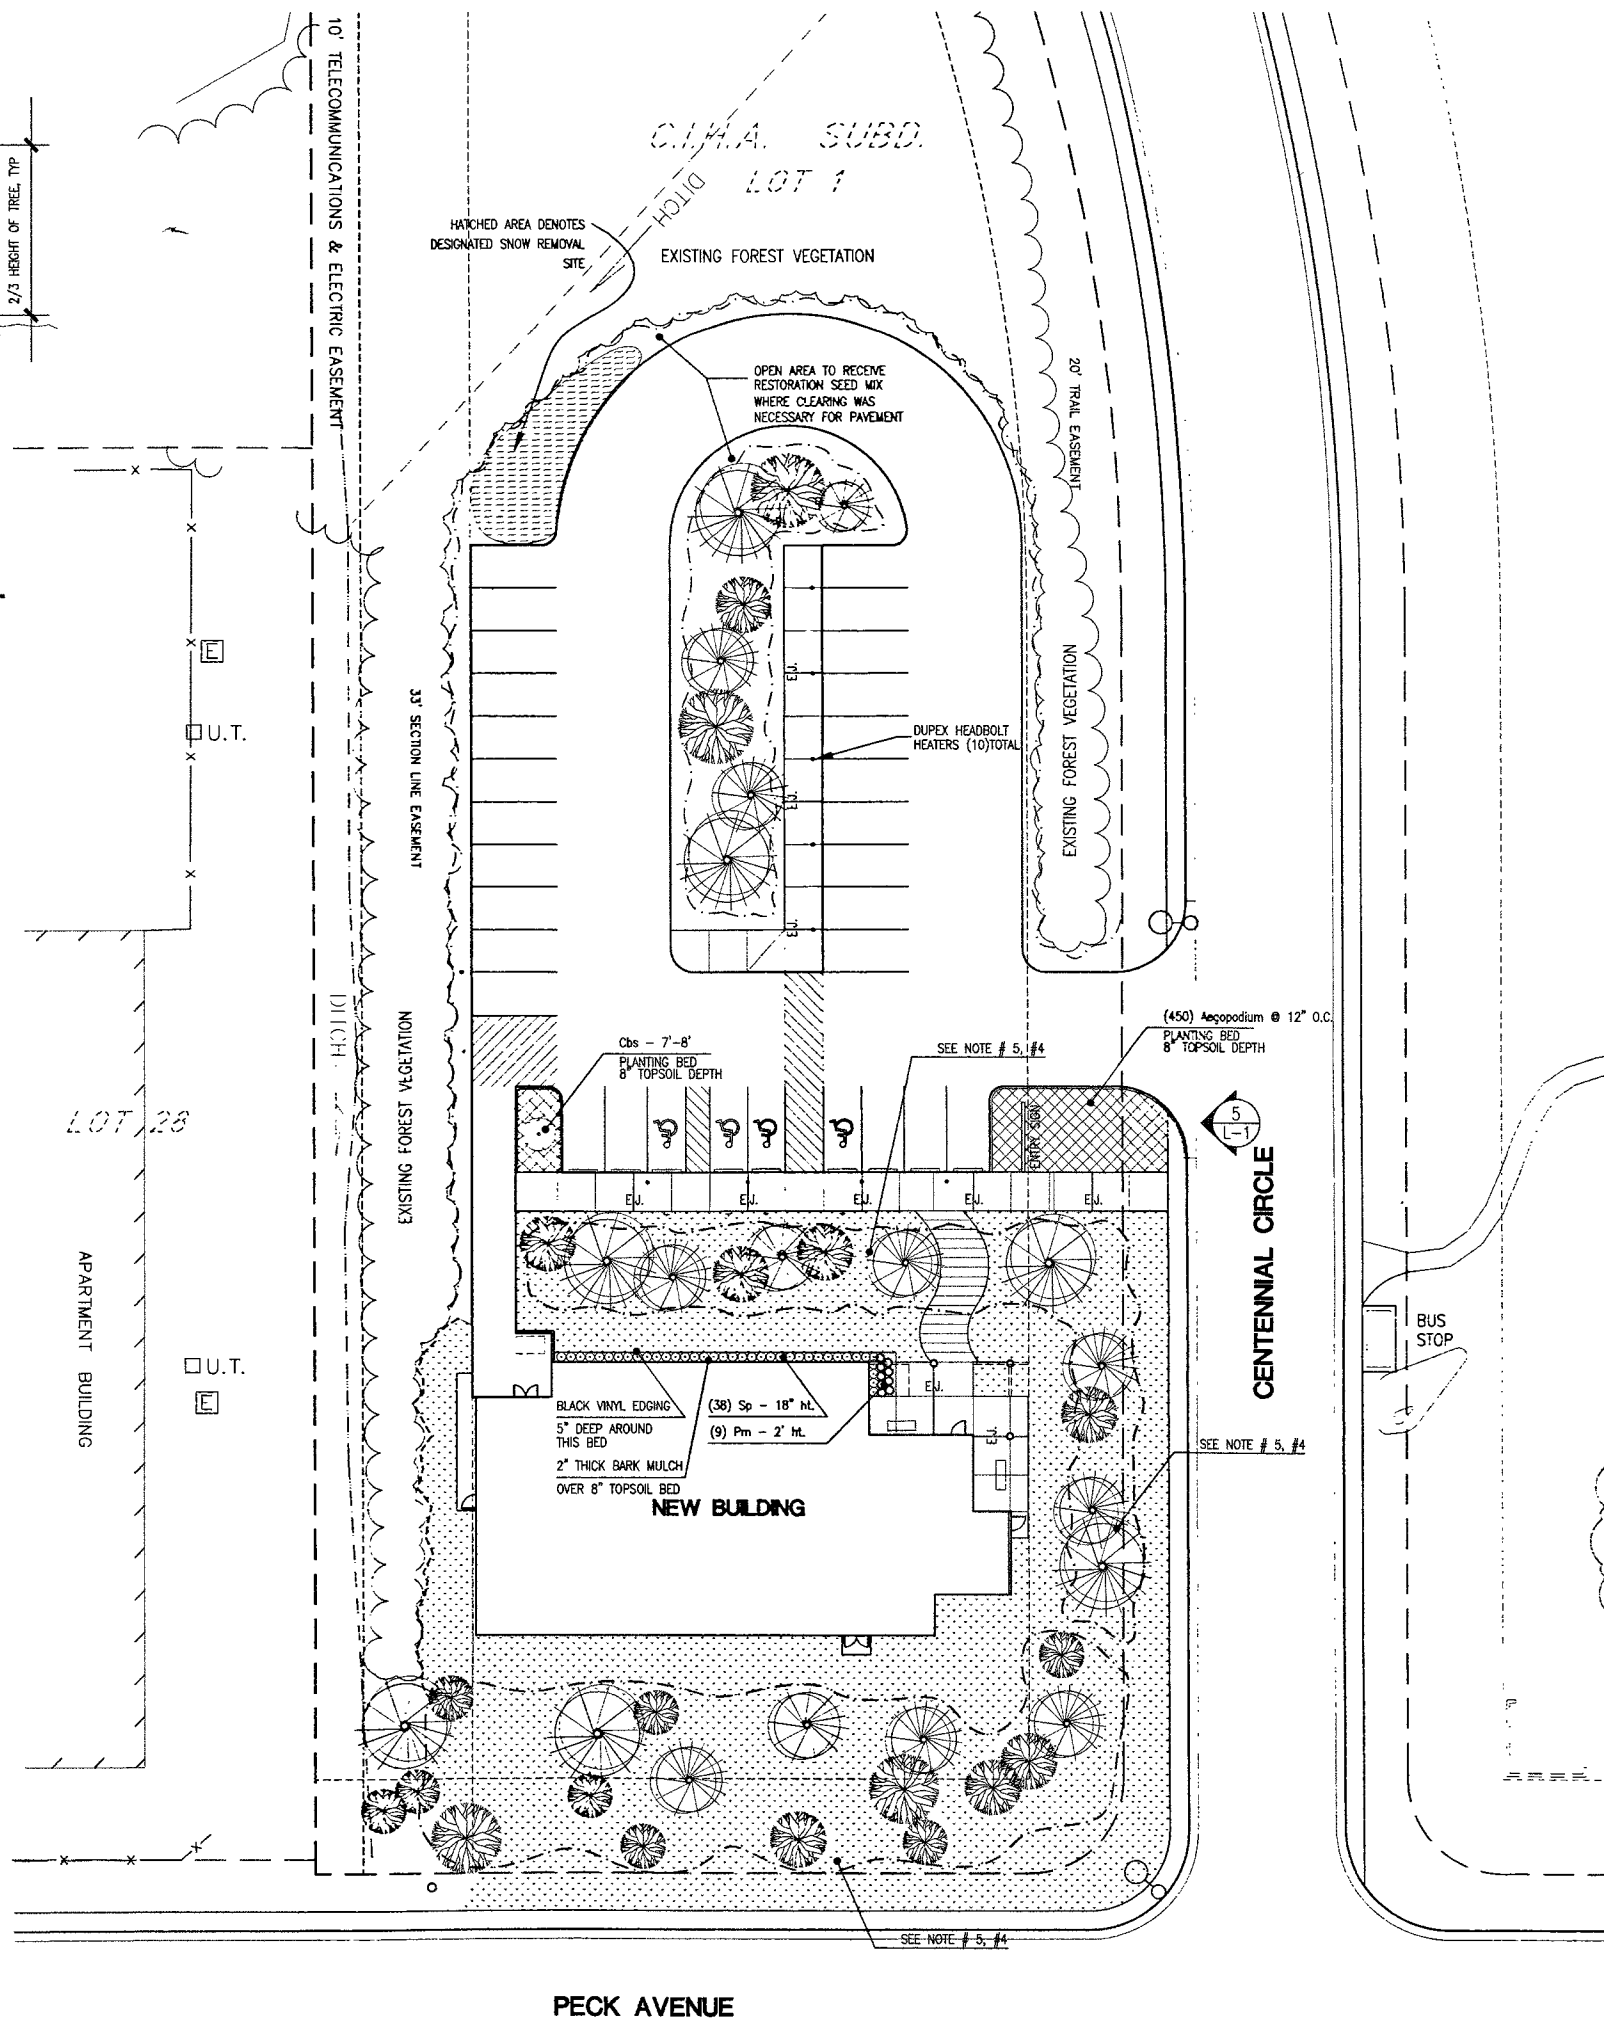 2/3 HEIGHT OF TREE, TYP
10' TELECOMMUNICATIONS & ELECTRIC EASEMENT
C.I.H.A. SUBD.
LOT 1
DITCH
HATCHED AREA DENOTES
DESIGNATED SNOW REMOVAL
SITE
EXISTING FOREST VEGETATION
OPEN AREA TO RECEIVE
RESTORATION SEED MIX
WHERE CLEARING WAS
NECESSARY FOR PAVEMENT
20' TRAIL EASEMENT
E
U.T.
33' SECTION LINE EASEMENT
E.J.
DUPEX HEADBOLT
HEATERS (10)TOTAL
E.J.
EXISTING FOREST VEGETATION
E.J.
DITCH
EXISTING FOREST VEGETATION
Cbs - 7'-8'
PLANTING BED
8" TOPSOIL DEPTH
SEE NOTE # 5, #4
(450) Aegopodium @ 12" O.C.
PLANTING BED
8" TOPSOIL DEPTH
LOT 28
ENTRY SIGN
5
L-1
CENTENNIAL CIRCLE
E.J.
E.J.
E.J.
E.J.
E.J.
APARTMENT BUILDING
BUS
STOP
U.T.
E
E.J.
E.J.
BLACK VINYL EDGING
5" DEEP AROUND
THIS BED
2" THICK BARK MULCH
OVER 8" TOPSOIL BED
(38) Sp - 18" ht.
(9) Pm - 2' ht.
SEE NOTE # 5, #4
NEW BUILDING
SEE NOTE # 5, #4
PECK AVENUE